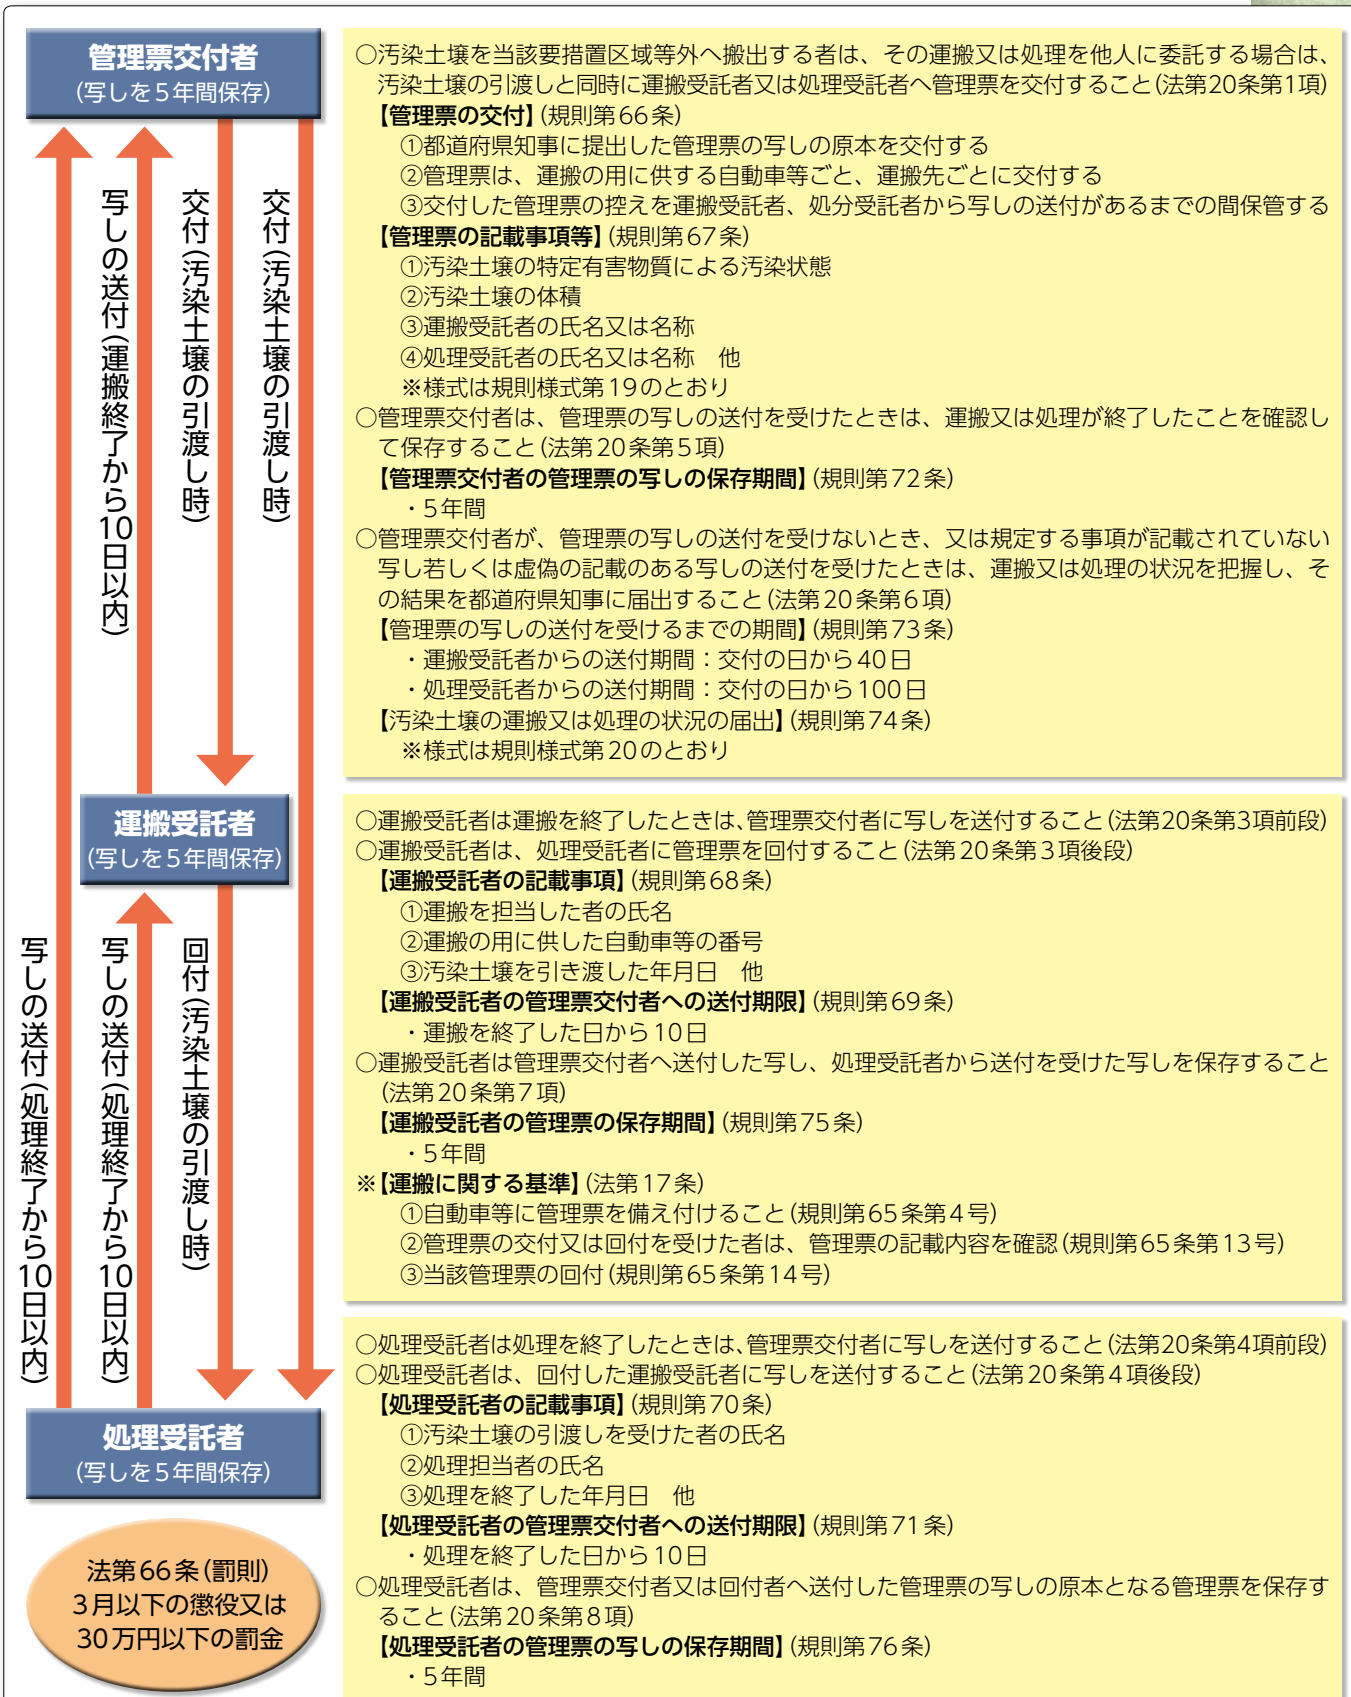 管理票交付者
(写しを5年間保存)
写しの送付(運搬終了から10日以内)
交付(汚染土壌の引渡し時)
交付(汚染土壌の引渡し時)
○汚染土壌を当該要措置区域等外へ搬出する者は、その運搬又は処理を他人に委託する場合は、
汚染土壌の引渡しと同時に運搬受託者又は処理受託者へ管理票を交付すること(法第20条第1項)
【管理票の交付】(規則第66条)
①都道府県知事に提出した管理票の写しの原本を交付する
②管理票は、運搬の用に供する自動車等ごと、運搬先ごとに交付する
③交付した管理票の控えを運搬受託者、処分受託者から写しの送付があるまでの間保管する
【管理票の記載事項等】(規則第67条)
①汚染土壌の特定有害物質による汚染状態
②汚染土壌の体積
③運搬受託者の氏名又は名称
④処理受託者の氏名又は名称　他
※様式は規則様式第19のとおり
○管理票交付者は、管理票の写しの送付を受けたときは、運搬又は処理が終了したことを確認し
て保存すること(法第20条第5項)
【管理票交付者の管理票の写しの保存期間】(規則第72条)
・5年間
○管理票交付者が、管理票の写しの送付を受けないとき、又は規定する事項が記載されていない
写し若しくは虚偽の記載のある写しの送付を受けたときは、運搬又は処理の状況を把握し、そ
の結果を都道府県知事に届出すること(法第20条第6項)
【管理票の写しの送付を受けるまでの期間】(規則第73条)
・運搬受託者からの送付期間：交付の日から40日
・処理受託者からの送付期間：交付の日から100日
【汚染土壌の運搬又は処理の状況の届出】(規則第74条)
※様式は規則様式第20のとおり
運搬受託者
(写しを5年間保存)
写しの送付(処理終了から10日以内)
写しの送付(処理終了から10日以内)
回付(汚染土壌の引渡し時)
○運搬受託者は運搬を終了したときは、管理票交付者に写しを送付すること(法第20条第3項前段)
○運搬受託者は、処理受託者に管理票を回付すること(法第20条第3項後段)
【運搬受託者の記載事項】(規則第68条)
①運搬を担当した者の氏名
②運搬の用に供した自動車等の番号
③汚染土壌を引き渡した年月日　他
【運搬受託者の管理票交付者への送付期限】(規則第69条)
・運搬を終了した日から10日
○運搬受託者は管理票交付者へ送付した写し、処理受託者から送付を受けた写しを保存すること
(法第20条第7項)
【運搬受託者の管理票の保存期間】(規則第75条)
・5年間
※【運搬に関する基準】(法第17条)
①自動車等に管理票を備え付けること(規則第65条第4号)
②管理票の交付又は回付を受けた者は、管理票の記載内容を確認(規則第65条第13号)
③当該管理票の回付(規則第65条第14号)
処理受託者
(写しを5年間保存)
○処理受託者は処理を終了したときは、管理票交付者に写しを送付すること(法第20条第4項前段)
○処理受託者は、回付した運搬受託者に写しを送付すること(法第20条第4項後段)
【処理受託者の記載事項】(規則第70条)
①汚染土壌の引渡しを受けた者の氏名
②処理担当者の氏名
③処理を終了した年月日　他
【処理受託者の管理票交付者への送付期限】(規則第71条)
・処理を終了した日から10日
○処理受託者は、管理票交付者又は回付者へ送付した管理票の写しの原本となる管理票を保存す
ること(法第20条第8項)
【処理受託者の管理票の写しの保存期間】(規則第76条)
・5年間
法第66条(罰則)
3月以下の懲役又は
30万円以下の罰金